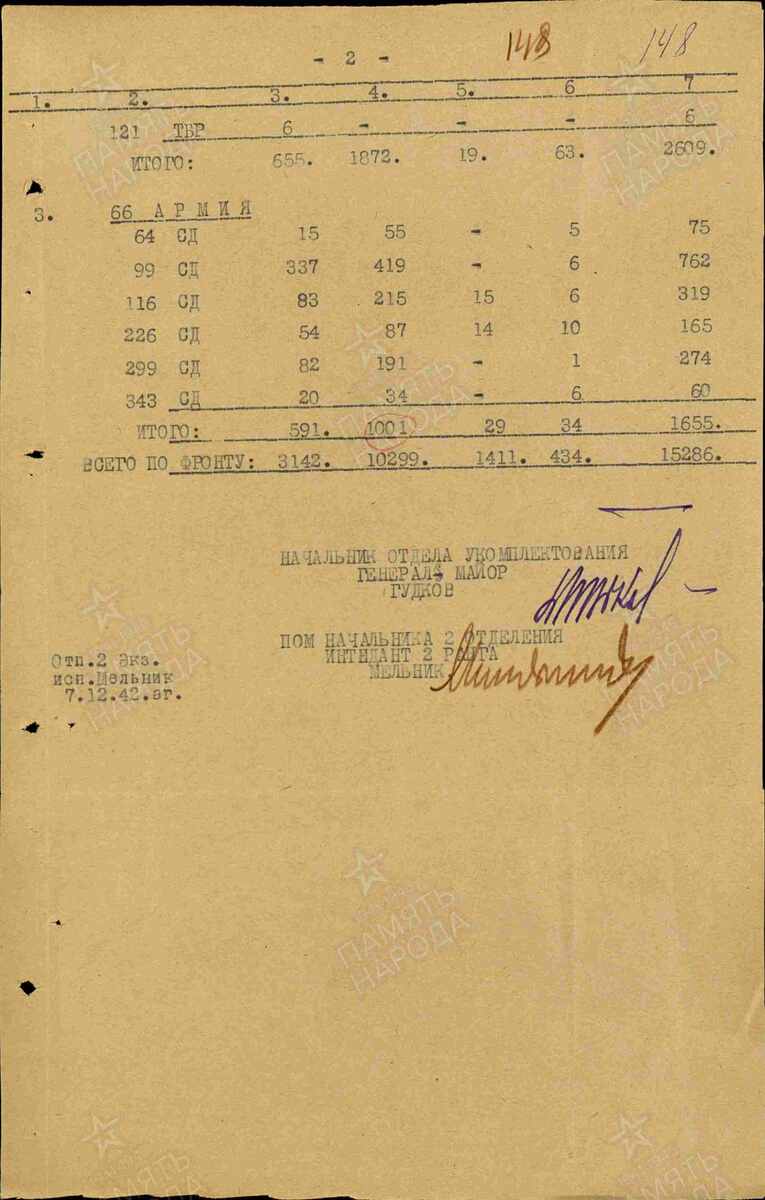 - 2 -
148
148
1. 2. 3. 4. 5. 6 7
121 ТБР 6 - - - 6
ИТОГО: 655. 1872. 19. 63. 2609.
3. 66 АРМИЯ
64 СД 15 55 - 5 75
99 СД 337 419 - 6 762
116 СД 83 215 15 6 319
226 СД 54 87 14 10 165
299 СД 82 191 - 1 274
343 СД 20 34 - 6 60
ИТОГО: 591. 1001 29 34 1655.
ВСЕГО ПО ФРОНТУ: 3142. 10299. 1411. 434. 15286.
НАЧАЛЬНИК ОТДЕЛА УКОМПЛЕКТОВАНИЯ
ГЕНЕРАЛ- МАЙОР
ГУДКОВ
ПОМ НАЧАЛЬНИКА 2 ОТДЕЛЕНИЯ
ИНТНДАНТ 2 РАНГА
МЕЛЬНИК
Отп.2 Экз.
исп.Мельник
7.12.42.эг.
ПАМЯТЬ
НАРОДА